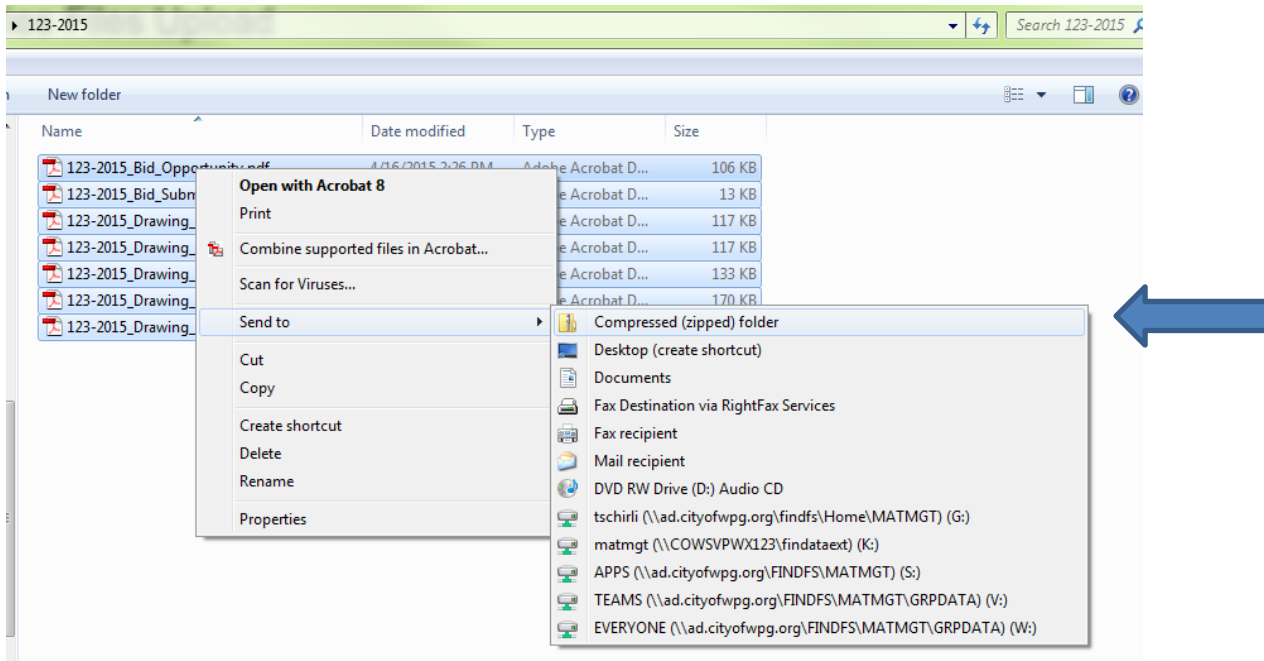 Files Upload
123-2015
Search 123-2015
New folder
Name Date modified Type Size
123-2015_Bid_Opportunity.pdf 4/16/2015 2:26 PM Adobe Acrobat D... 106 KB
123-2015_Bid_Subm e Acrobat D... 13 KB
123-2015_Drawing_ e Acrobat D... 117 KB
123-2015_Drawing_ e Acrobat D... 117 KB
123-2015_Drawing_ e Acrobat D... 133 KB
123-2015_Drawing_ e Acrobat D... 170 KB
123-2015_Drawing_
Open with Acrobat 8
Print
Combine supported files in Acrobat...
Scan for Viruses...
Send to
Cut
Copy
Create shortcut
Delete
Rename
Properties
Compressed (zipped) folder
Desktop (create shortcut)
Documents
Fax Destination via RightFax Services
Fax recipient
Mail recipient
DVD RW Drive (D:) Audio CD
tschirli (\\ad.cityofwpg.org\findfs\Home\MATMGT) (G:)
matmgt (\\COWSVPWX123\findataext) (K:)
APPS (\\ad.cityofwpg.org\FINDFS\MATMGT) (S:)
TEAMS (\\ad.cityofwpg.org\FINDFS\MATMGT\GRPDATA) (V:)
EVERYONE (\\ad.cityofwpg.org\FINDFS\MATMGT\GRPDATA) (W:)